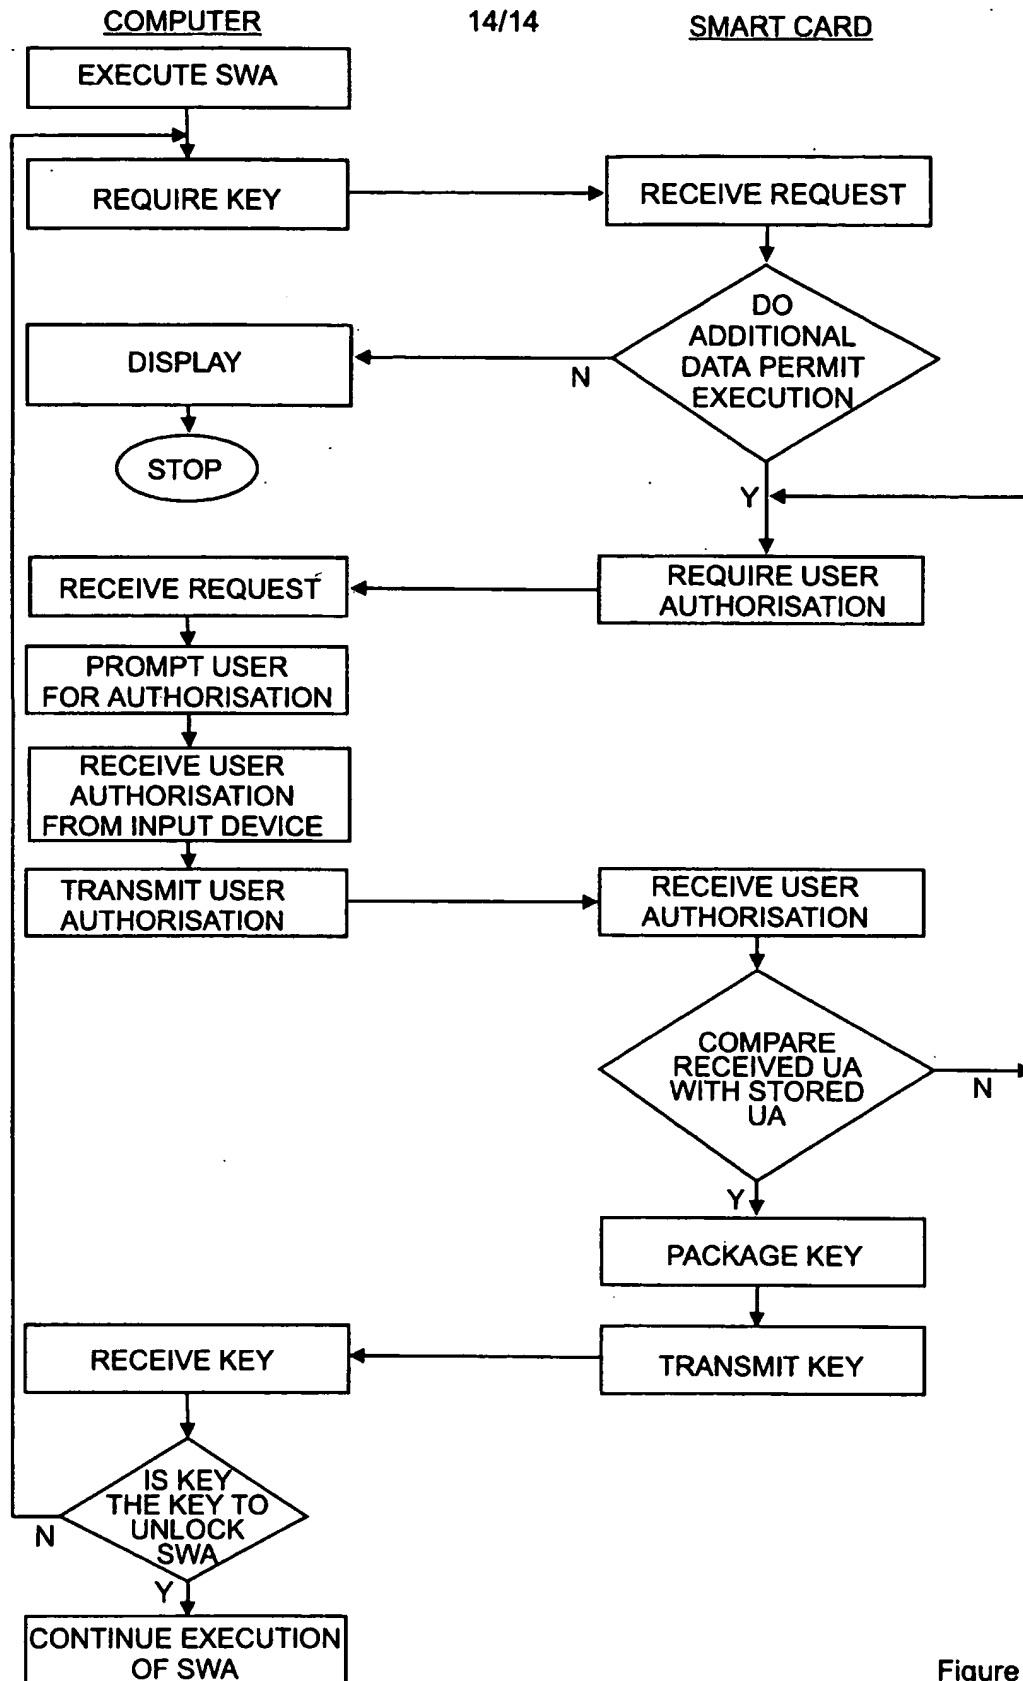 COMPUTER
14/14
SMART CARD
EXECUTE SWA
REQUIRE KEY
RECEIVE REQUEST
DO
ADDITIONAL
DATA PERMIT
EXECUTION
N
DISPLAY
STOP
Y
REQUIRE USER
AUTHORISATION
RECEIVE REQUEST
PROMPT USER
FOR AUTHORISATION
RECEIVE USER
AUTHORISATION
FROM INPUT DEVICE
TRANSMIT USER
AUTHORISATION
RECEIVE USER
AUTHORISATION
COMPARE
RECEIVED UA
WITH STORED
UA
N
Y
PACKAGE KEY
TRANSMIT KEY
RECEIVE KEY
IS KEY
THE KEY TO
UNLOCK
SWA
N
Y
CONTINUE EXECUTION
OF SWA
Figure